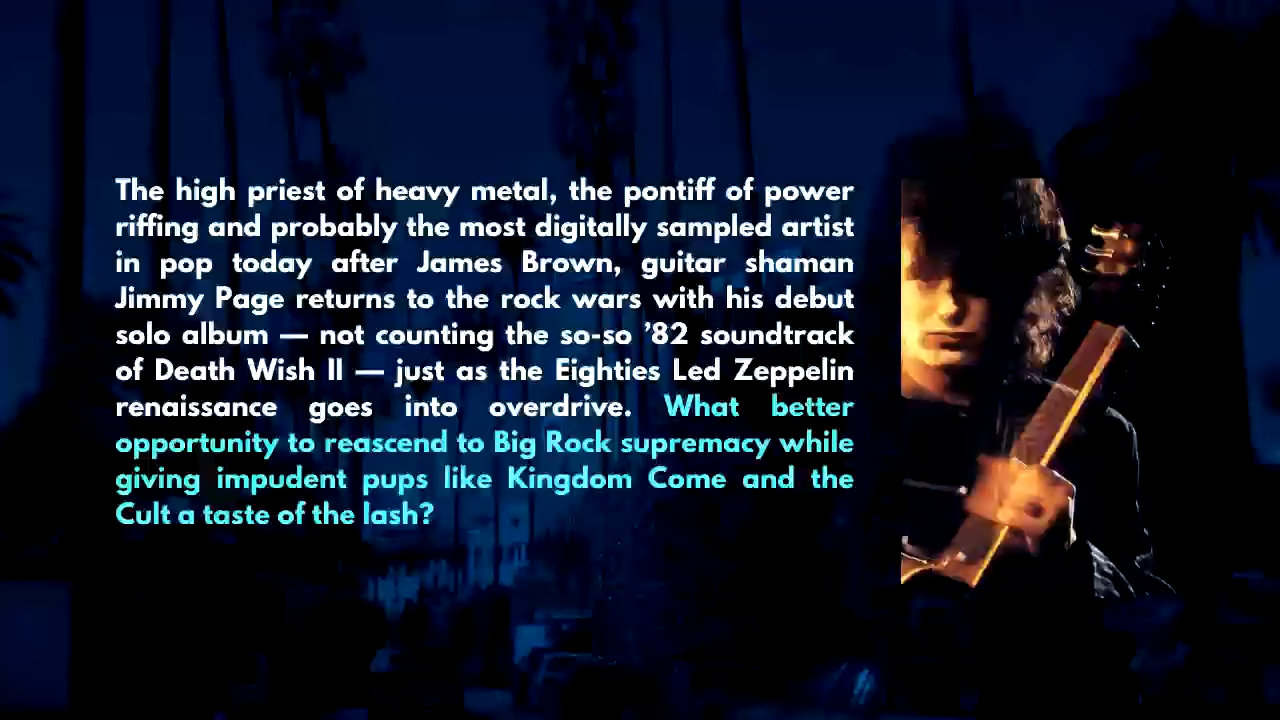 The high priest of heavy metal, the pontiff of power
riffing and probably the most digitally sampled artist
in pop today after James Brown, guitar shaman
Jimmy Page returns to the rock wars with his debut
solo album — not counting the so-so ’82 soundtrack
of Death Wish II — just as the Eighties Led Zeppelin
renaissance goes into overdrive. What better
opportunity to reascend to Big Rock supremacy while
giving impudent pups like Kingdom Come and the
Cult a taste of the lash?